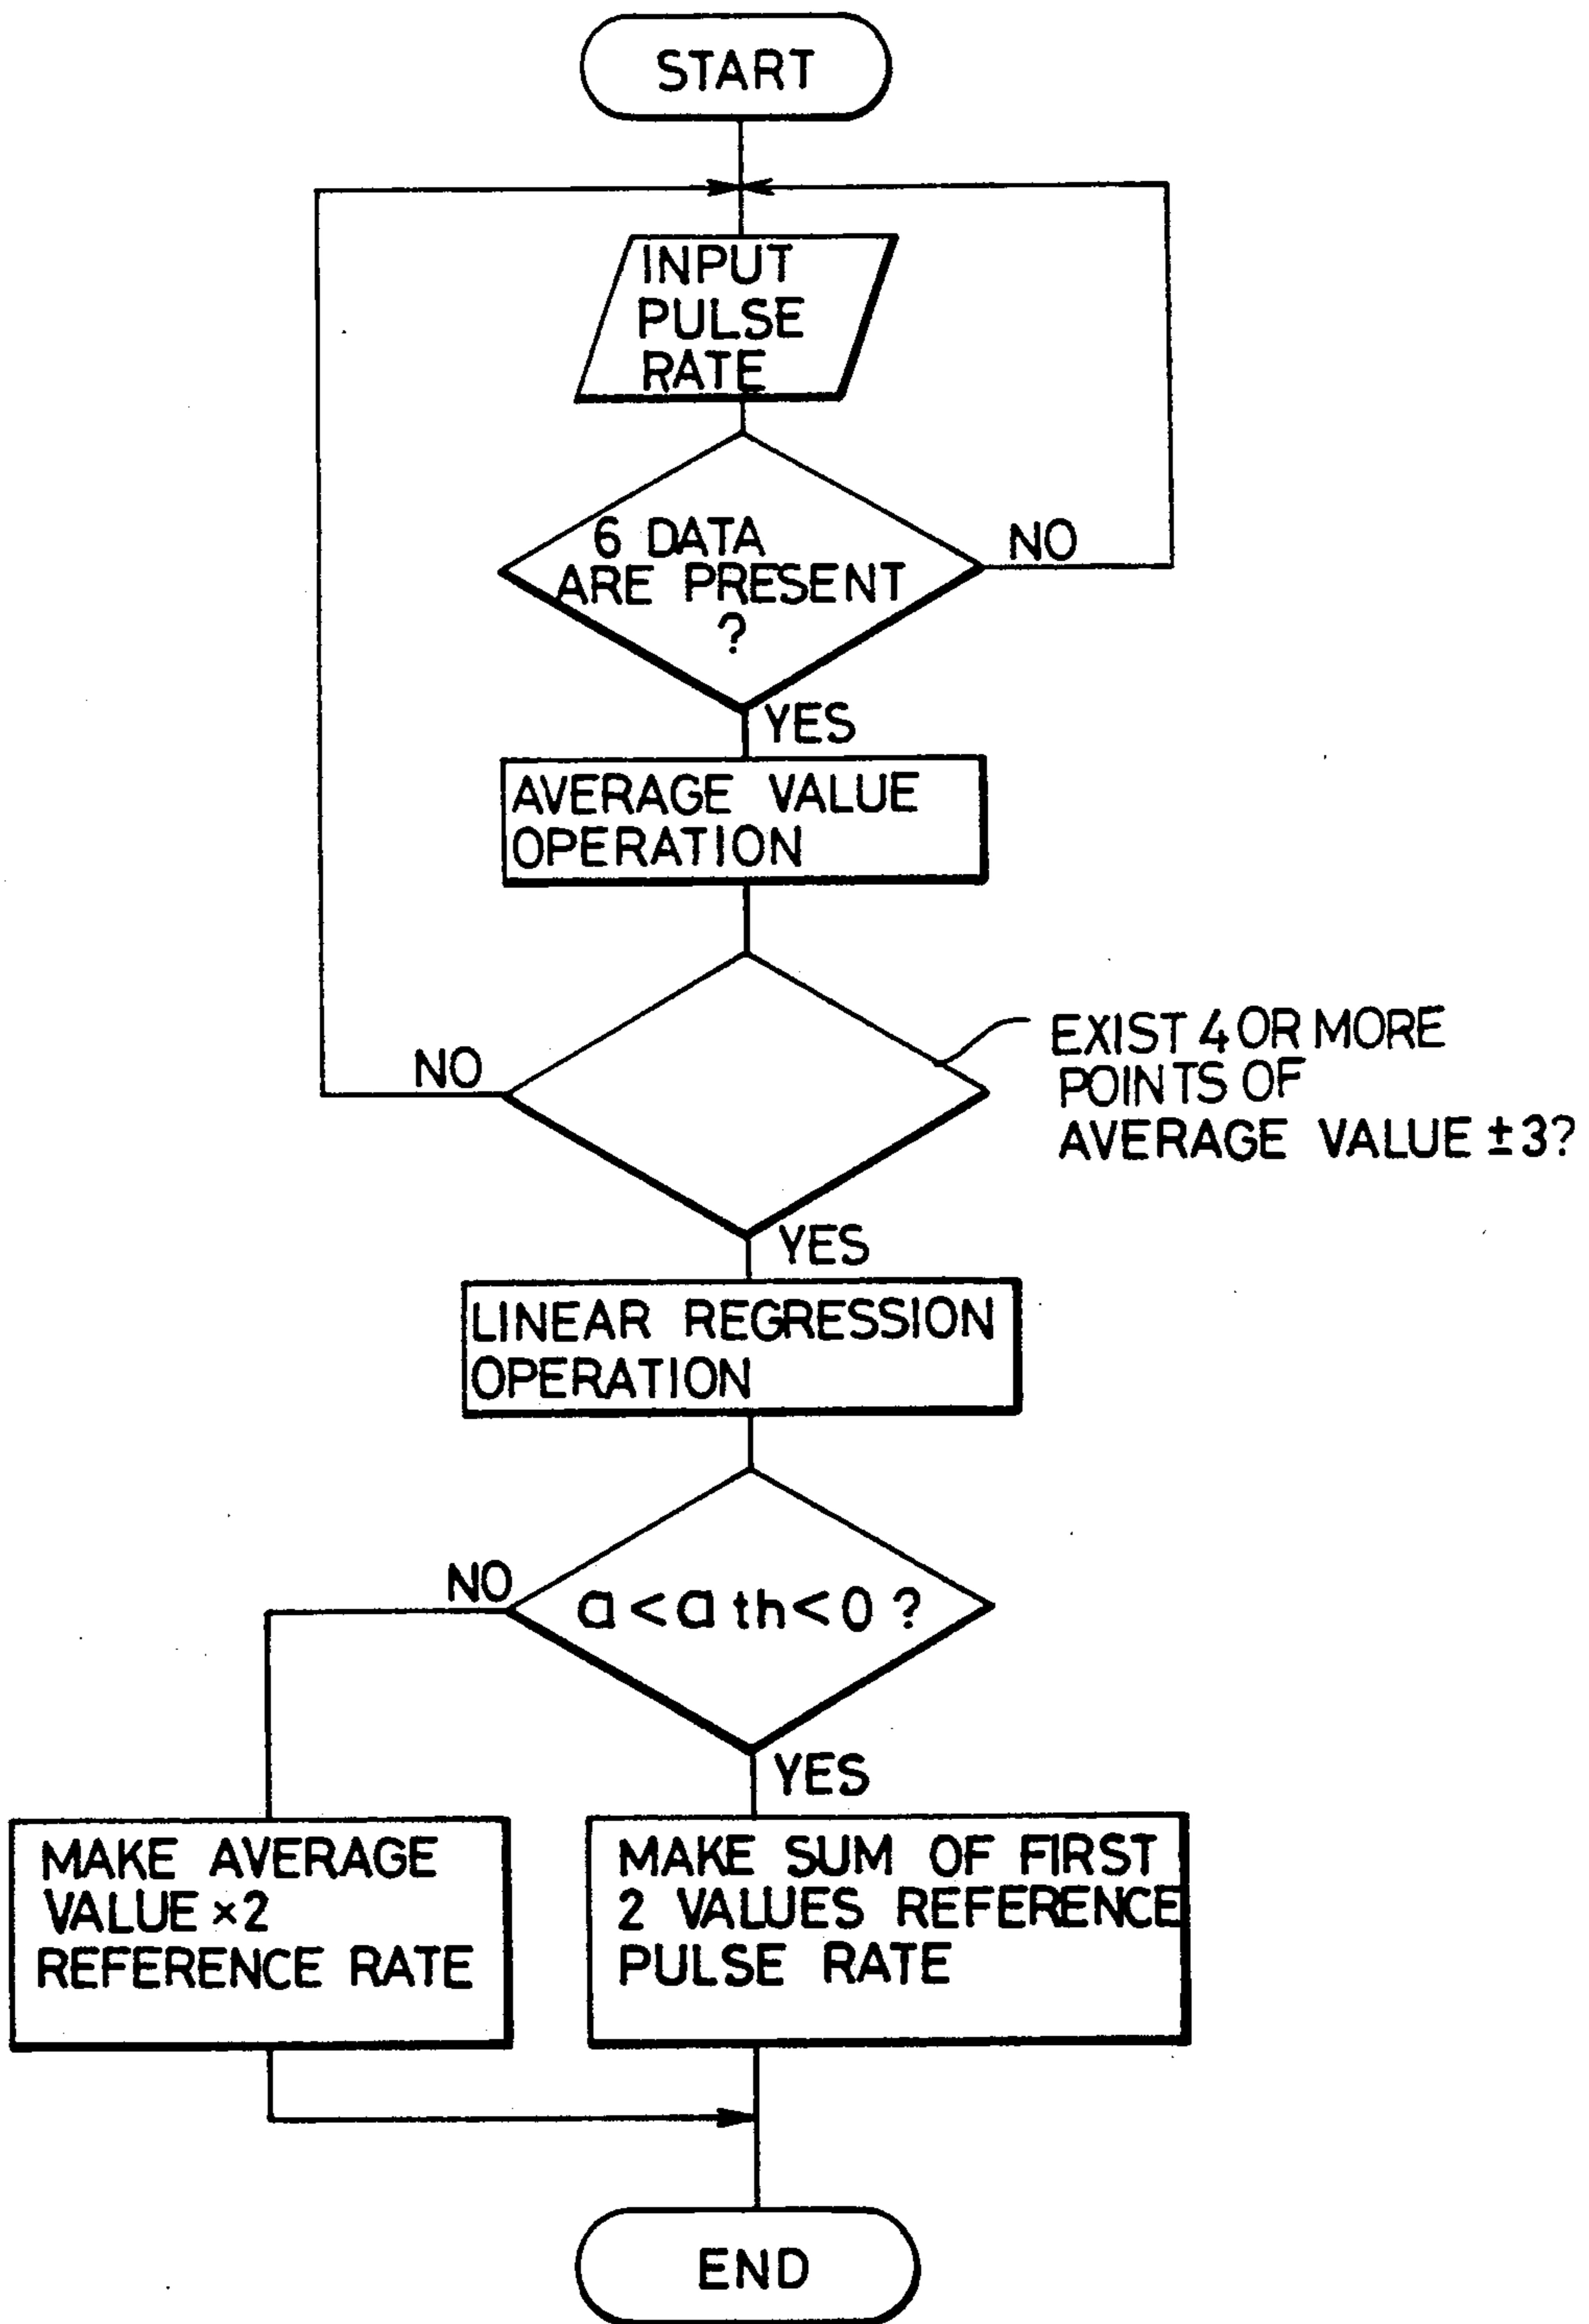 START
INPUT
PULSE
RATE
6 DATA
ARE PRESENT
?
NO
YES
AVERAGE VALUE
OPERATION
EXIST 4 OR MORE
POINTS OF
AVERAGE VALUE ±3?
NO
YES
LINEAR REGRESSION
OPERATION
NO
a < a th < 0 ?
YES
MAKE AVERAGE
VALUE ×2
REFERENCE RATE
MAKE SUM OF FIRST
2 VALUES REFERENCE
PULSE RATE
END